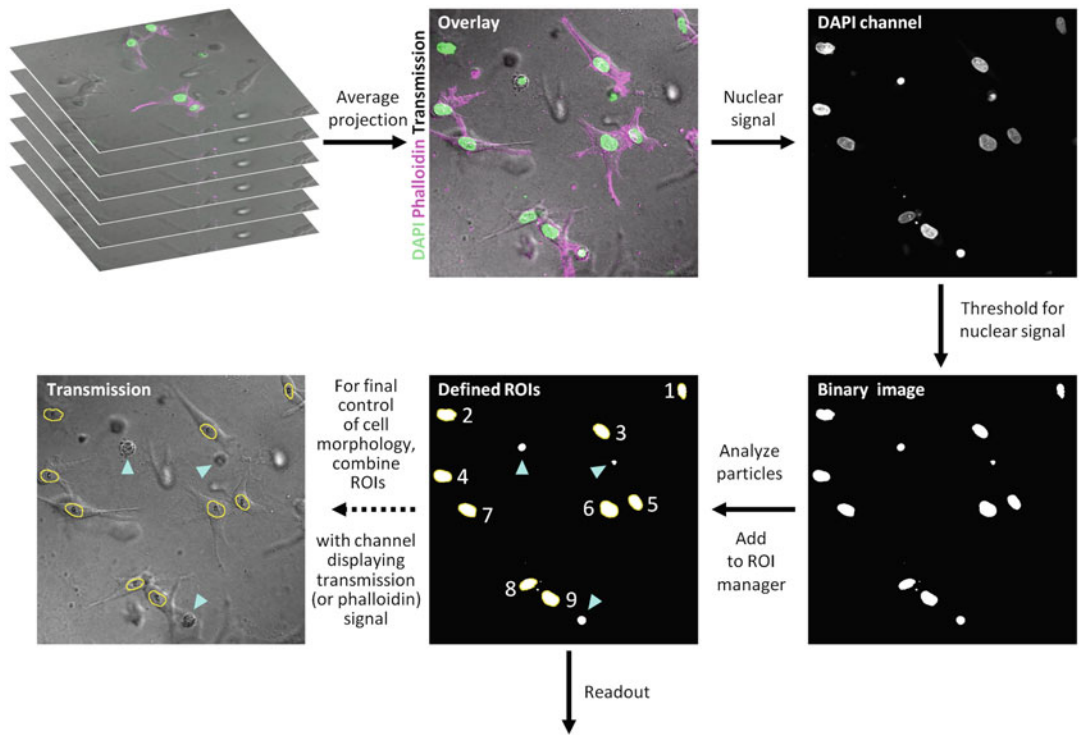 Average
projection
Overlay
DAPI Phalloidin Transmission
Nuclear
signal
DAPI channel
Threshold for
nuclear signal
Binary image
Analyze
particles
Add
to ROI
manager
Defined ROIs
1
2
3
4
5
6
7
8
9
For final
control
of cell
morphology,
combine
ROIs
with channel
displaying
transmission
(or phalloidin)
signal
Transmission
Readout